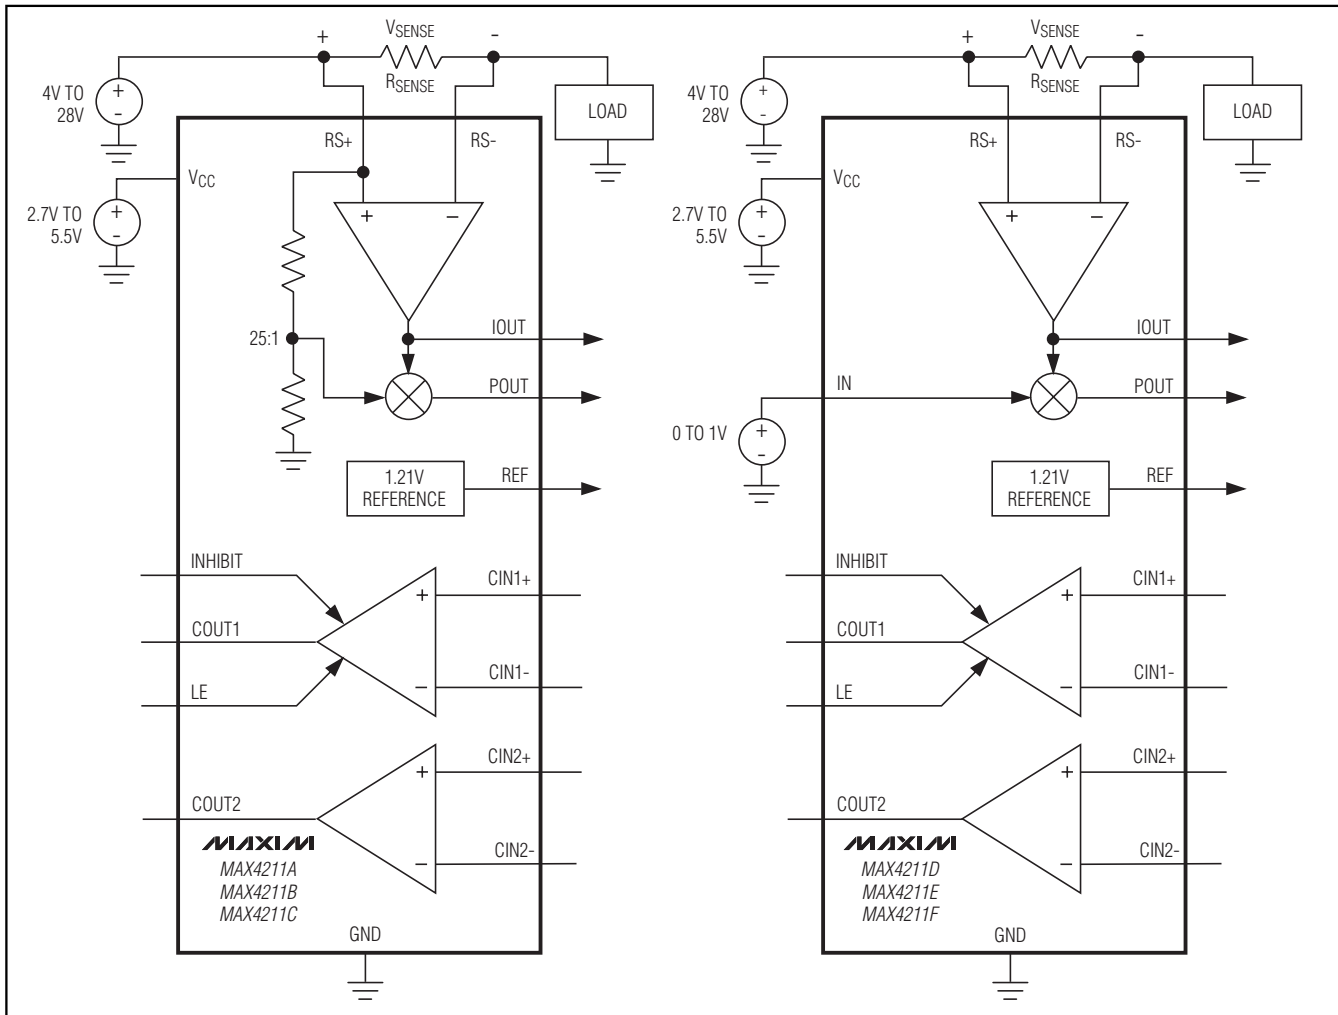 +
VSENSE
-
RSENSE
4V TO
28V
+
-
LOAD
RS+
RS-
VCC
2.7V TO
5.5V
+
-
+
−
25:1
IOUT
POUT
1.21V
REFERENCE
REF
INHIBIT
COUT1
LE
+
−
CIN1+
CIN1-
COUT2
+
−
CIN2+
CIN2-
MAXIM
MAX4211A
MAX4211B
MAX4211C
GND
+
VSENSE
-
RSENSE
4V TO
28V
+
-
LOAD
RS+
RS-
VCC
2.7V TO
5.5V
+
-
+
−
IOUT
IN
POUT
0 TO 1V
+
-
1.21V
REFERENCE
REF
INHIBIT
COUT1
LE
+
−
CIN1+
CIN1-
COUT2
+
−
CIN2+
CIN2-
MAXIM
MAX4211D
MAX4211E
MAX4211F
GND